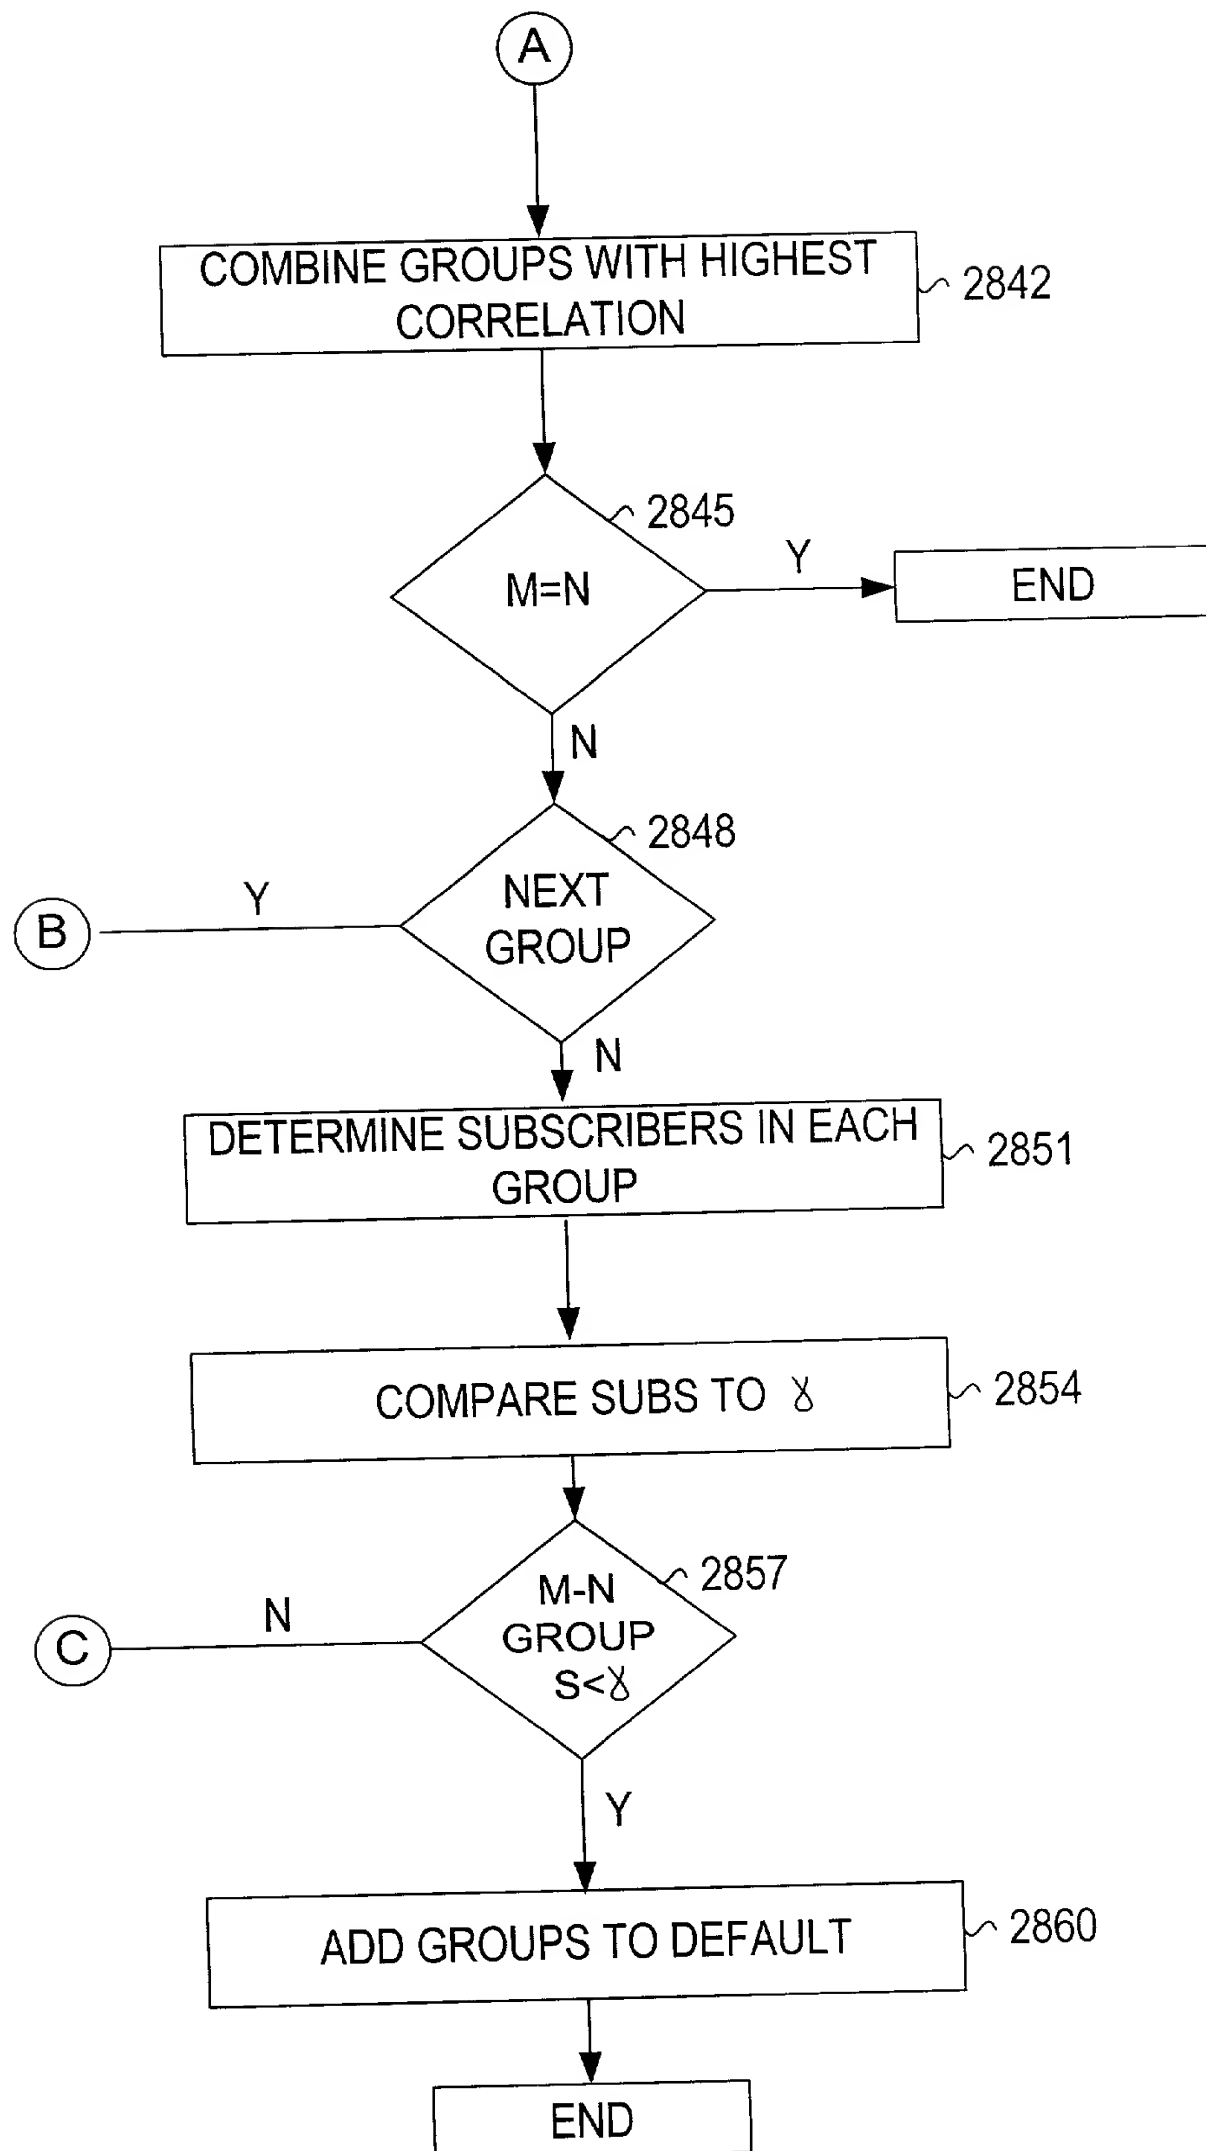 A
COMBINE GROUPS WITH HIGHEST
CORRELATION
2842
2845
M=N
Y
END
N
2848
NEXT
GROUP
Y
B
N
DETERMINE SUBSCRIBERS IN EACH
GROUP
2851
COMPARE SUBS TO ɣ
2854
2857
M-N
GROUP
S<ɣ
N
C
Y
ADD GROUPS TO DEFAULT
2860
END